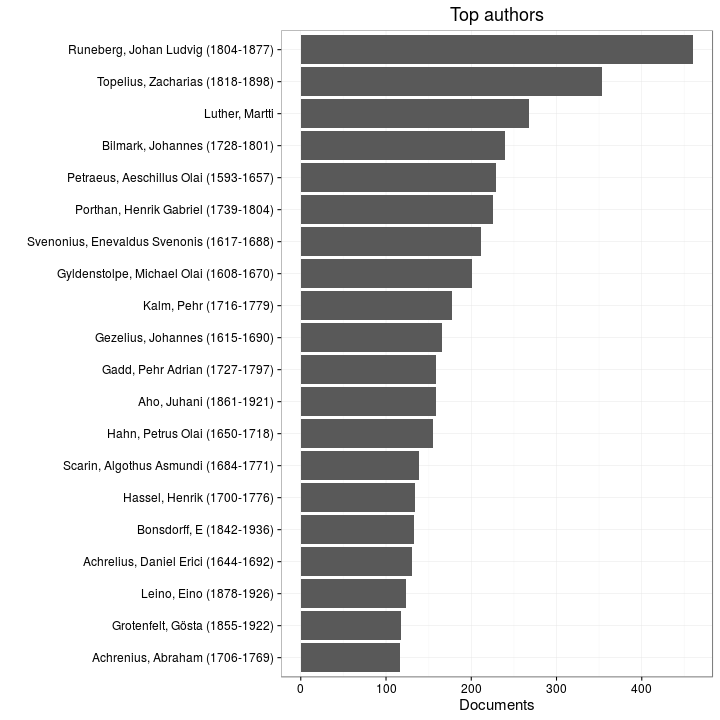 Top authors
Runeberg, Johan Ludvig (1804-1877)
Topelius, Zacharias (1818-1898)
Luther, Martti
Bilmark, Johannes (1728-1801)
Petraeus, Aeschillus Olai (1593-1657)
Porthan, Henrik Gabriel (1739-1804)
Svenonius, Enevaldus Svenonis (1617-1688)
Gyldenstolpe, Michael Olai (1608-1670)
Kalm, Pehr (1716-1779)
Gezelius, Johannes (1615-1690)
Gadd, Pehr Adrian (1727-1797)
Aho, Juhani (1861-1921)
Hahn, Petrus Olai (1650-1718)
Scarin, Algothus Asmundi (1684-1771)
Hassel, Henrik (1700-1776)
Bonsdorff, E (1842-1936)
Achrelius, Daniel Erici (1644-1692)
Leino, Eino (1878-1926)
Grotenfelt, Gösta (1855-1922)
Achrenius, Abraham (1706-1769)
0 100 200 300 400
Documents